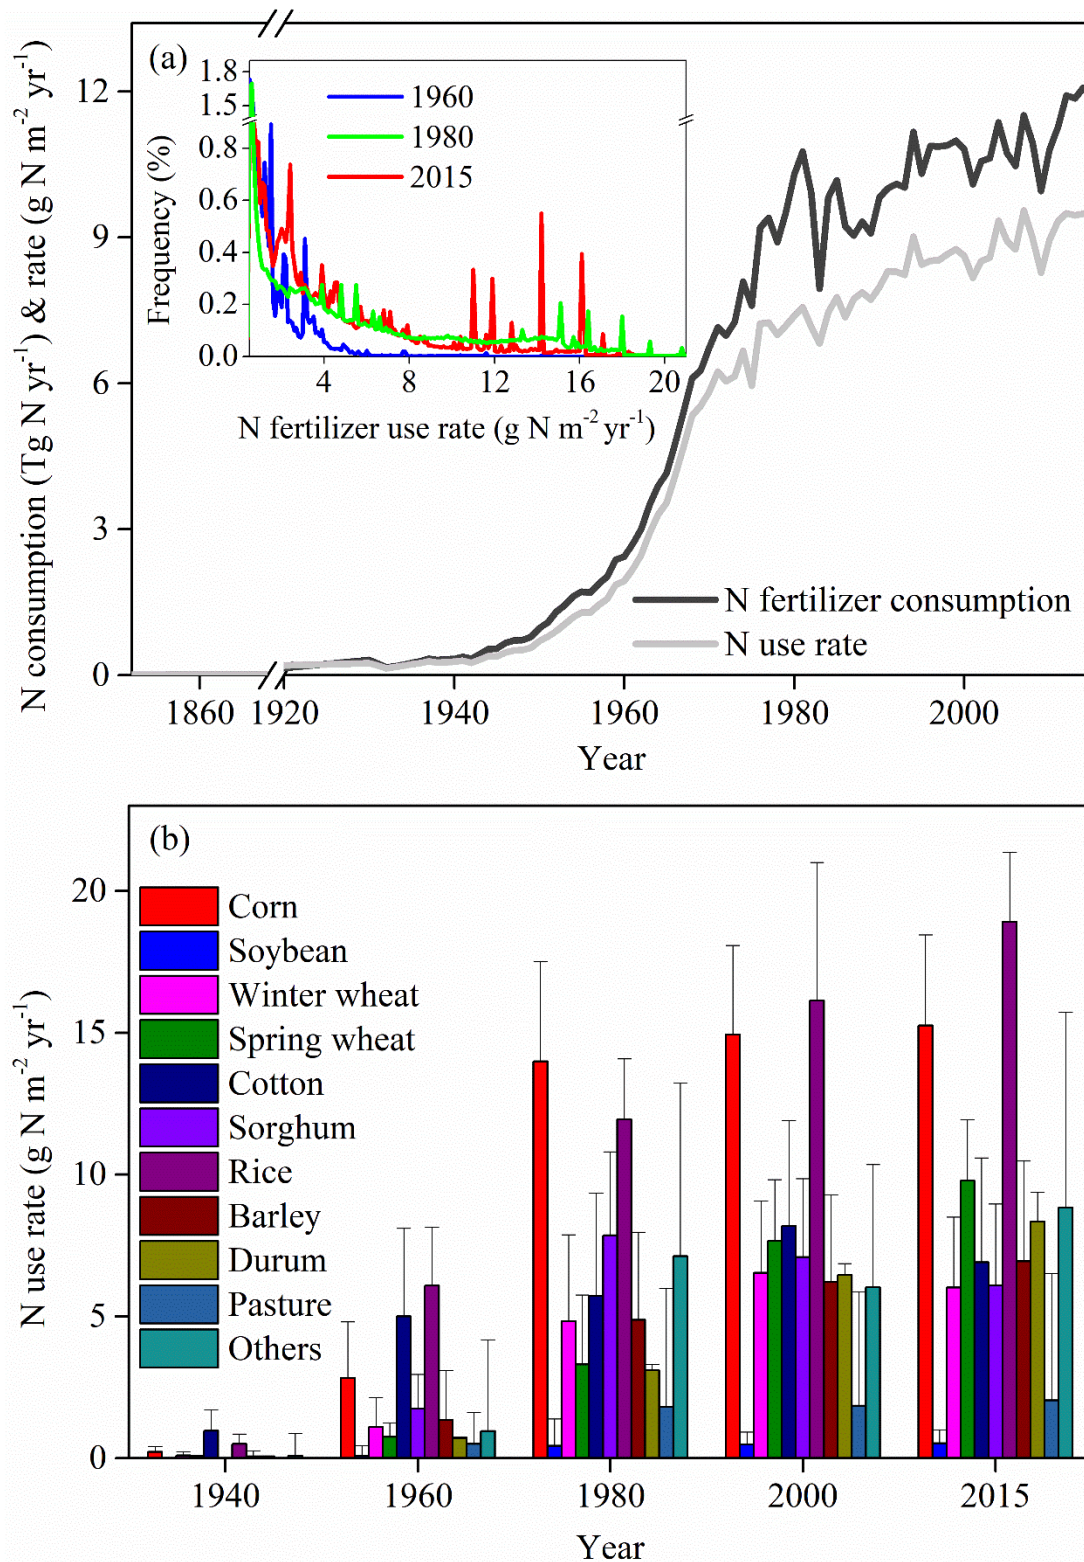 (a)
N consumption (Tg N yr⁻¹) & rate (g N m⁻² yr⁻¹)
12
9
6
3
0
1.8
1.5
0.8
0.6
0.4
0.2
0.0
Frequency (%)
1960
1980
2015
4 8 12 16 20
N fertilizer use rate (g N m⁻² yr⁻¹)
N fertilizer consumption
N use rate
1860 1920 1940 1960 1980 2000
Year
(b)
N use rate (g N m⁻² yr⁻¹)
20
15
10
5
0
Corn
Soybean
Winter wheat
Spring wheat
Cotton
Sorghum
Rice
Barley
Durum
Pasture
Others
1940 1960 1980 2000 2015
Year